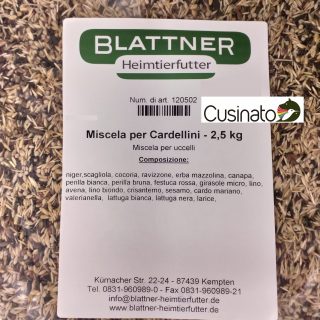 BLATTNER
Heimtierfutter
Num. di art. 120502
Cusinato
Miscela per Cardellini - 2,5 kg
Miscela per uccelli
Composizione:
niger,scagliola, cocoria, ravizzone, erba mazzolina, canapa,
perilla bianca, perilla bruna, festuca rossa, girasole micro, lino,
avena, lino biondo, crisantemo, sesamo, cardo mariano,
valerianella, lattuga bianca, lattuga nera, larice,
Kürnacher Str. 22-24 - 87439 Kempten
Tel. 0831-960989-0 - Fax 0831-960989-21
info@blattner-heimtierfutter.de
www.blattner-heimtierfutter.de